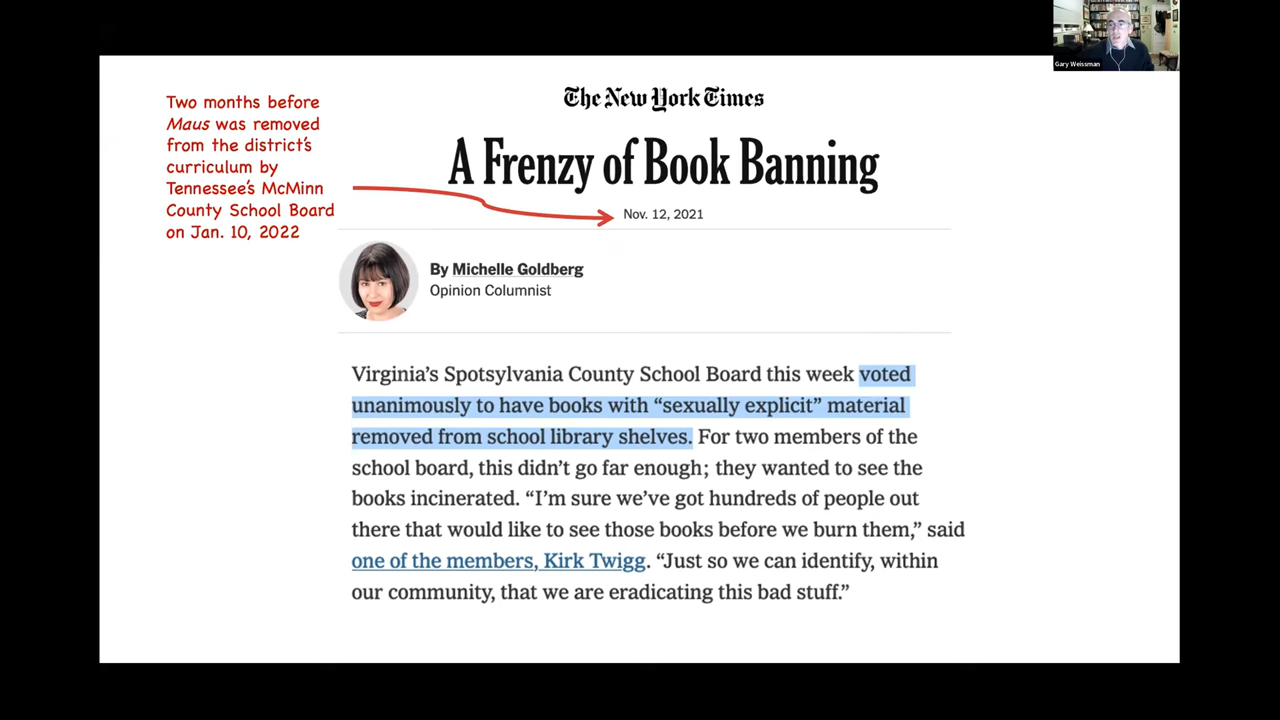 Gary Weissman
Two months before
Maus was removed
from the district's
curriculum by
Tennessee's McMinn
County School Board
on Jan. 10, 2022
The New York Times
A Frenzy of Book Banning
Nov. 12, 2021
By Michelle Goldberg
Opinion Columnist
Virginia's Spotsylvania County School Board this week voted
unanimously to have books with “sexually explicit” material
removed from school library shelves. For two members of the
school board, this didn't go far enough; they wanted to see the
books incinerated. “I'm sure we've got hundreds of people out
there that would like to see those books before we burn them,” said
one of the members, Kirk Twigg. “Just so we can identify, within
our community, that we are eradicating this bad stuff.”